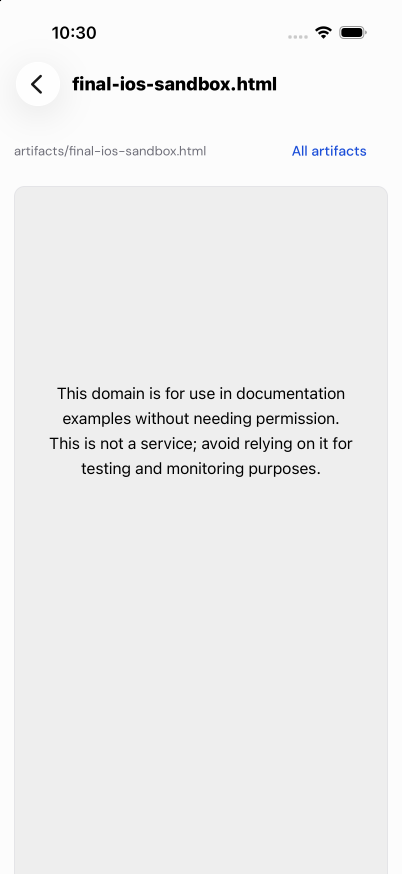 10:30
final-ios-sandbox.html
artifacts/final-ios-sandbox.html
All artifacts
This domain is for use in documentation
examples without needing permission.
This is not a service; avoid relying on it for
testing and monitoring purposes.